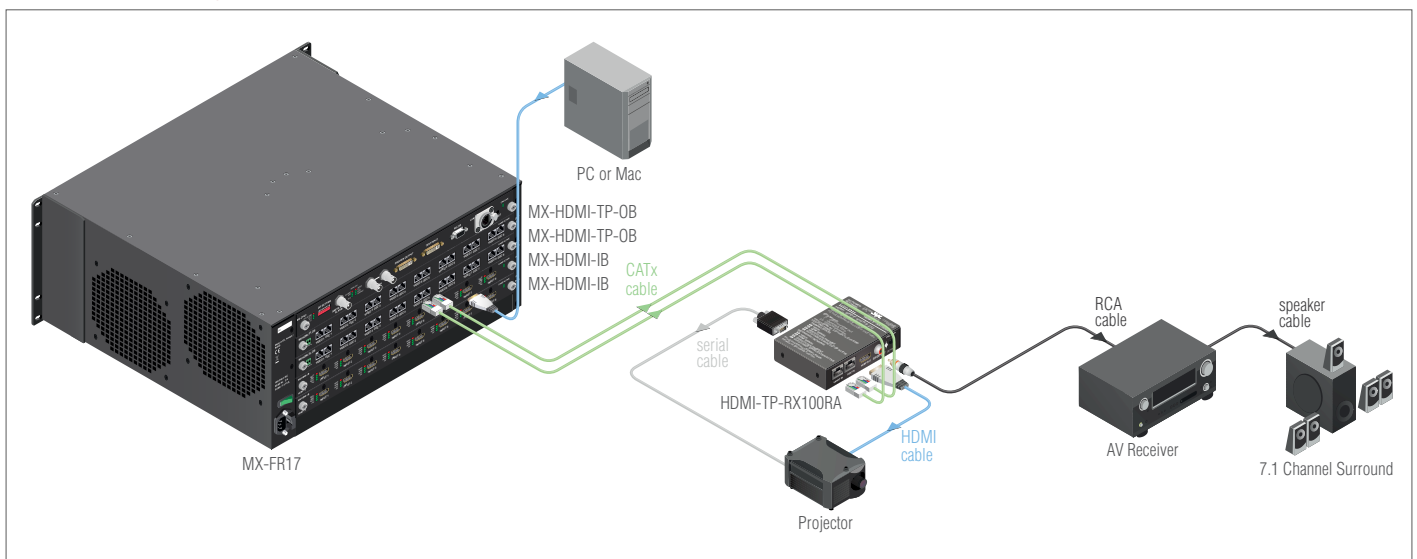 PC or Mac
MX-HDMI-TP-OB
MX-HDMI-TP-OB
MX-HDMI-IB
MX-HDMI-IB
CATx
cable
serial
cable
HDMI-TP-RX100RA
HDMI
cable
RCA
cable
speaker
cable
AV Receiver
7.1 Channel Surround
MX-FR17
Projector